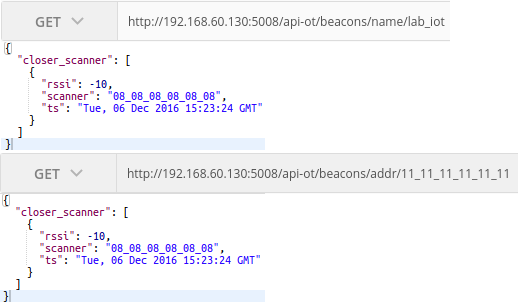 GET http://192.168.60.130:5008/api-ot/beacons/name/lab_iot
{
"closer_scanner": [
{
"rssi": -10,
"scanner": "08_08_08_08_08_08",
"ts": "Tue, 06 Dec 2016 15:23:24 GMT"
}
]
}
GET http://192.168.60.130:5008/api-ot/beacons/addr/11_11_11_11_11_11
{
"closer_scanner": [
{
"rssi": -10,
"scanner": "08_08_08_08_08_08",
"ts": "Tue, 06 Dec 2016 15:23:24 GMT"
}
]
}